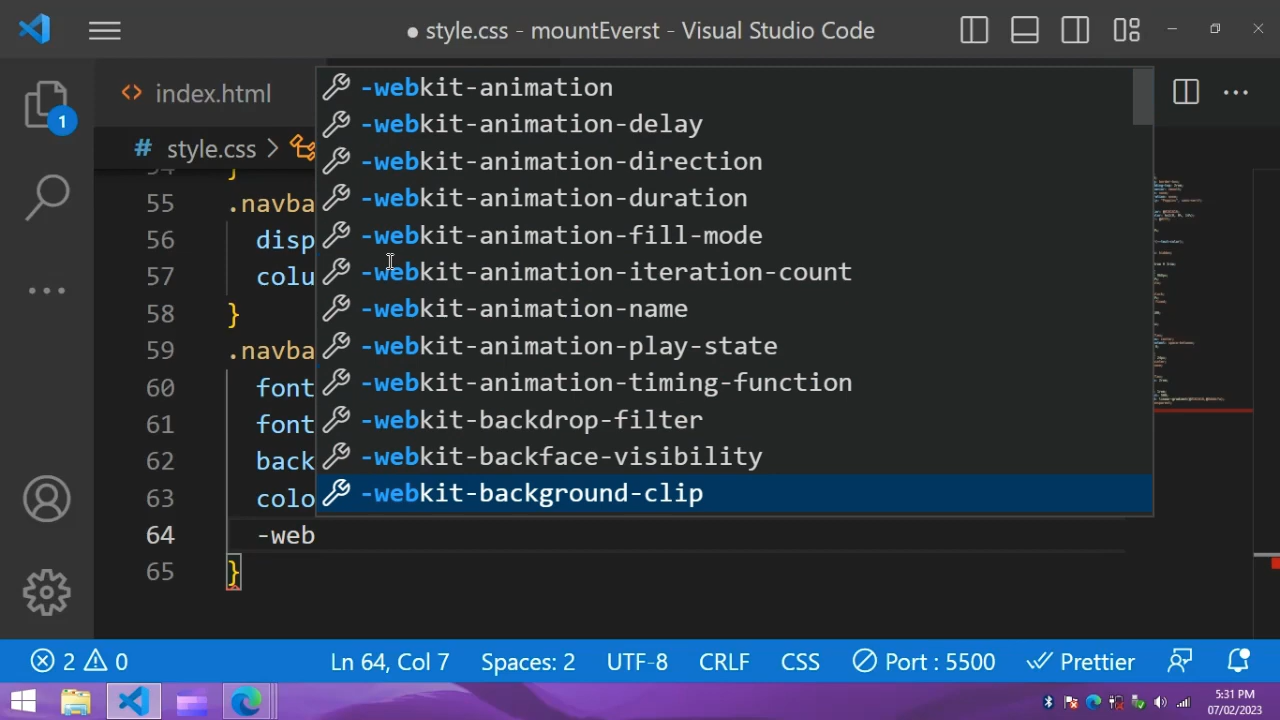 ● style.css - mountEverst - Visual Studio Code
index.html
# style.css >
1
54 }
55 .navba
56 disp
57 colu
58 }
59 .navba
60 font
61 font
62 back
63 colo
64 -web
65 }
-webkit-animation
-webkit-animation-delay
-webkit-animation-direction
-webkit-animation-duration
-webkit-animation-fill-mode
-webkit-animation-iteration-count
-webkit-animation-name
-webkit-animation-play-state
-webkit-animation-timing-function
-webkit-backdrop-filter
-webkit-backface-visibility
-webkit-background-clip
2 0 Ln 64, Col 7 Spaces: 2 UTF-8 CRLF CSS Port : 5500 Prettier
5:31 PM
07/02/2023